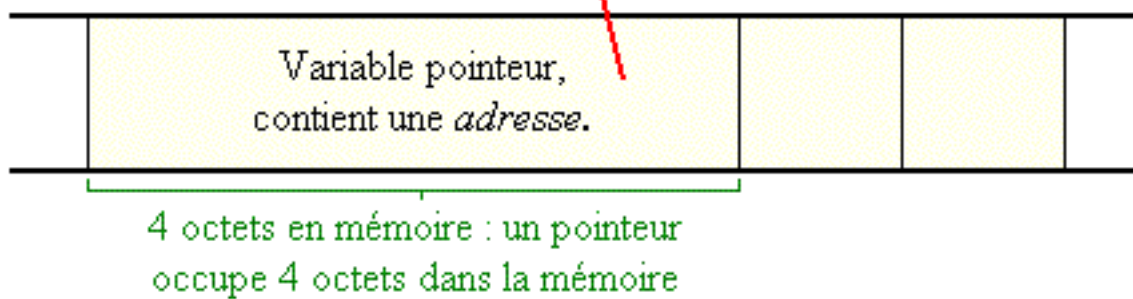 Variable pointeur,
contient une adresse.
4 octets en mémoire : un pointeur
occupe 4 octets dans la mémoire